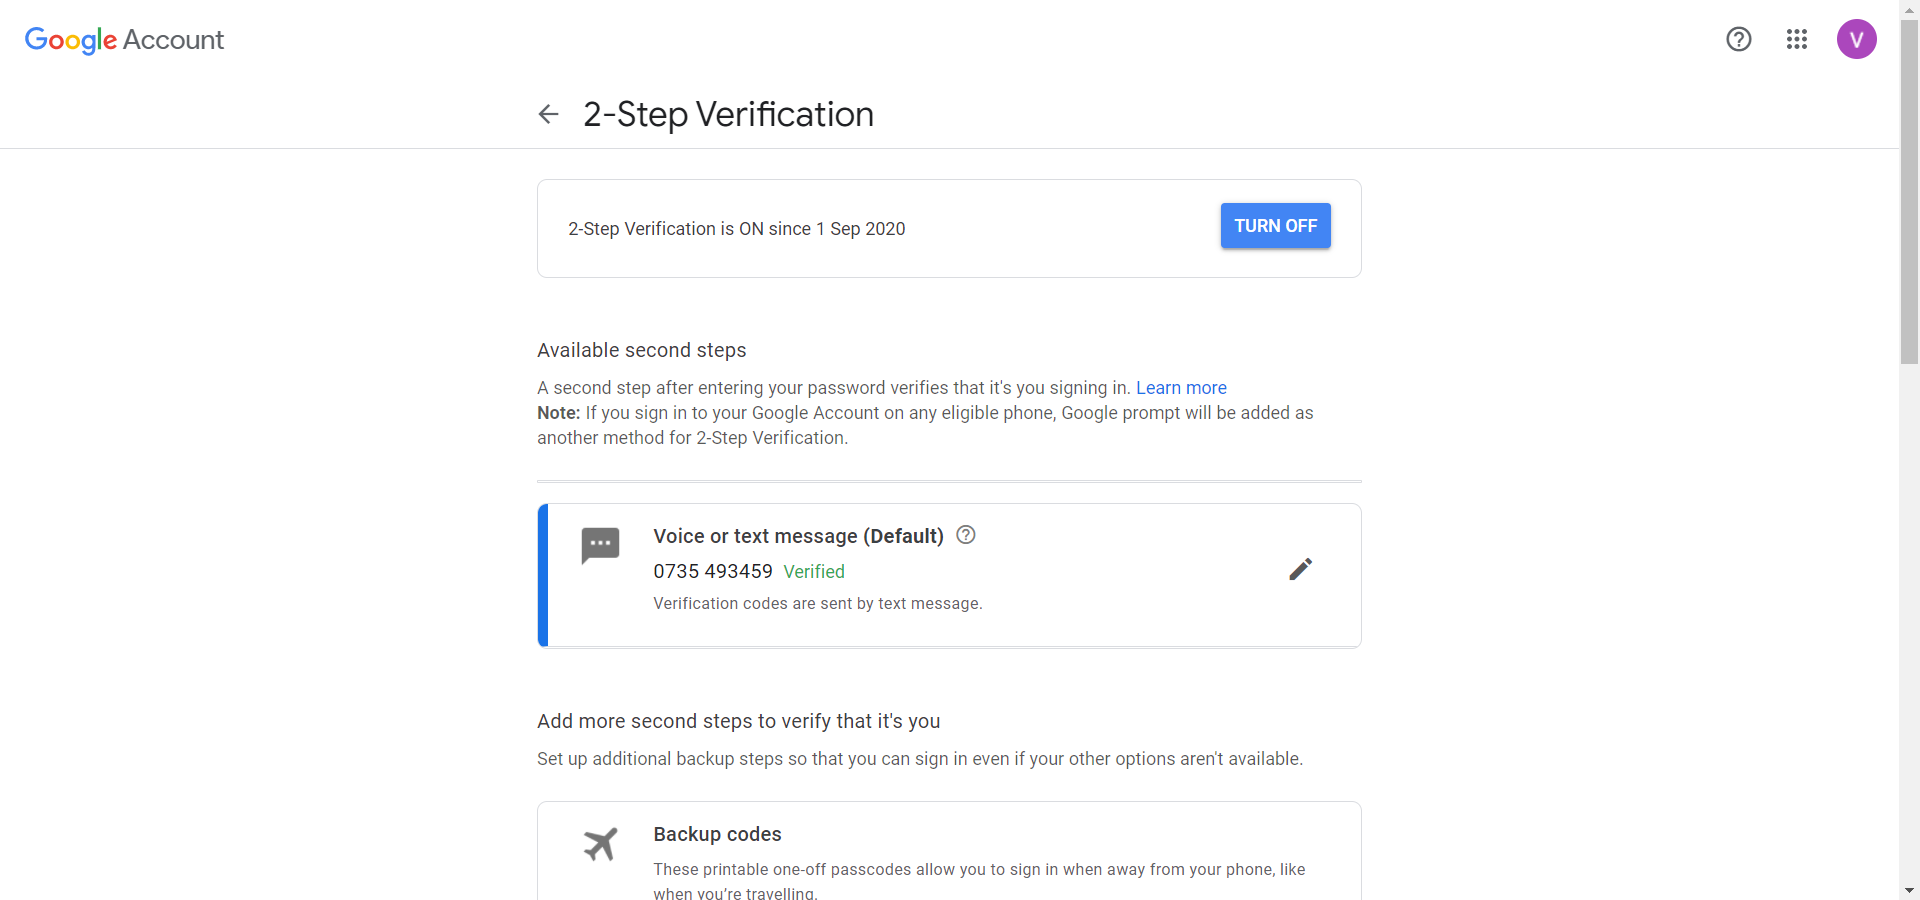 Google Account
V
2-Step Verification
2-Step Verification is ON since 1 Sep 2020
TURN OFF
Available second steps
A second step after entering your password verifies that it's you signing in. Learn more
Note: If you sign in to your Google Account on any eligible phone, Google prompt will be added as
another method for 2-Step Verification.
Voice or text message (Default)
0735 493459 Verified
Verification codes are sent by text message.
Add more second steps to verify that it's you
Set up additional backup steps so that you can sign in even if your other options aren't available.
Backup codes
These printable one-off passcodes allow you to sign in when away from your phone, like
when you’re travelling.